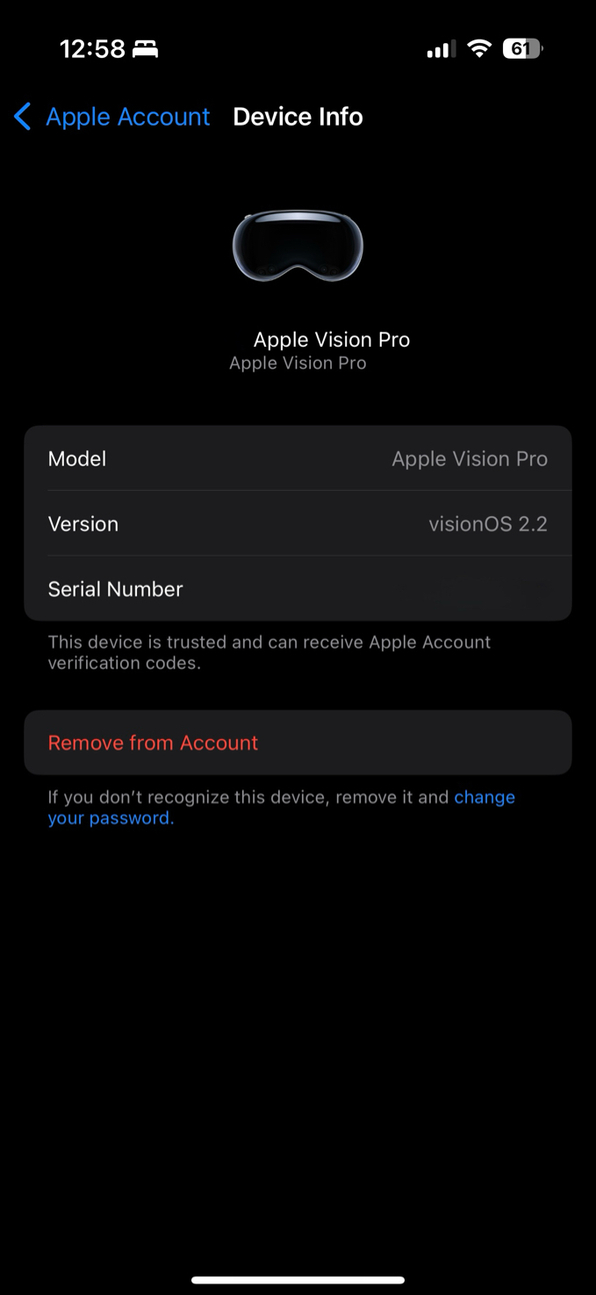 12:58
61
Apple Account Device Info
Apple Vision Pro
Apple Vision Pro
Model Apple Vision Pro
Version visionOS 2.2
Serial Number
This device is trusted and can receive Apple Account
verification codes.
Remove from Account
If you don’t recognize this device, remove it and change
your password.